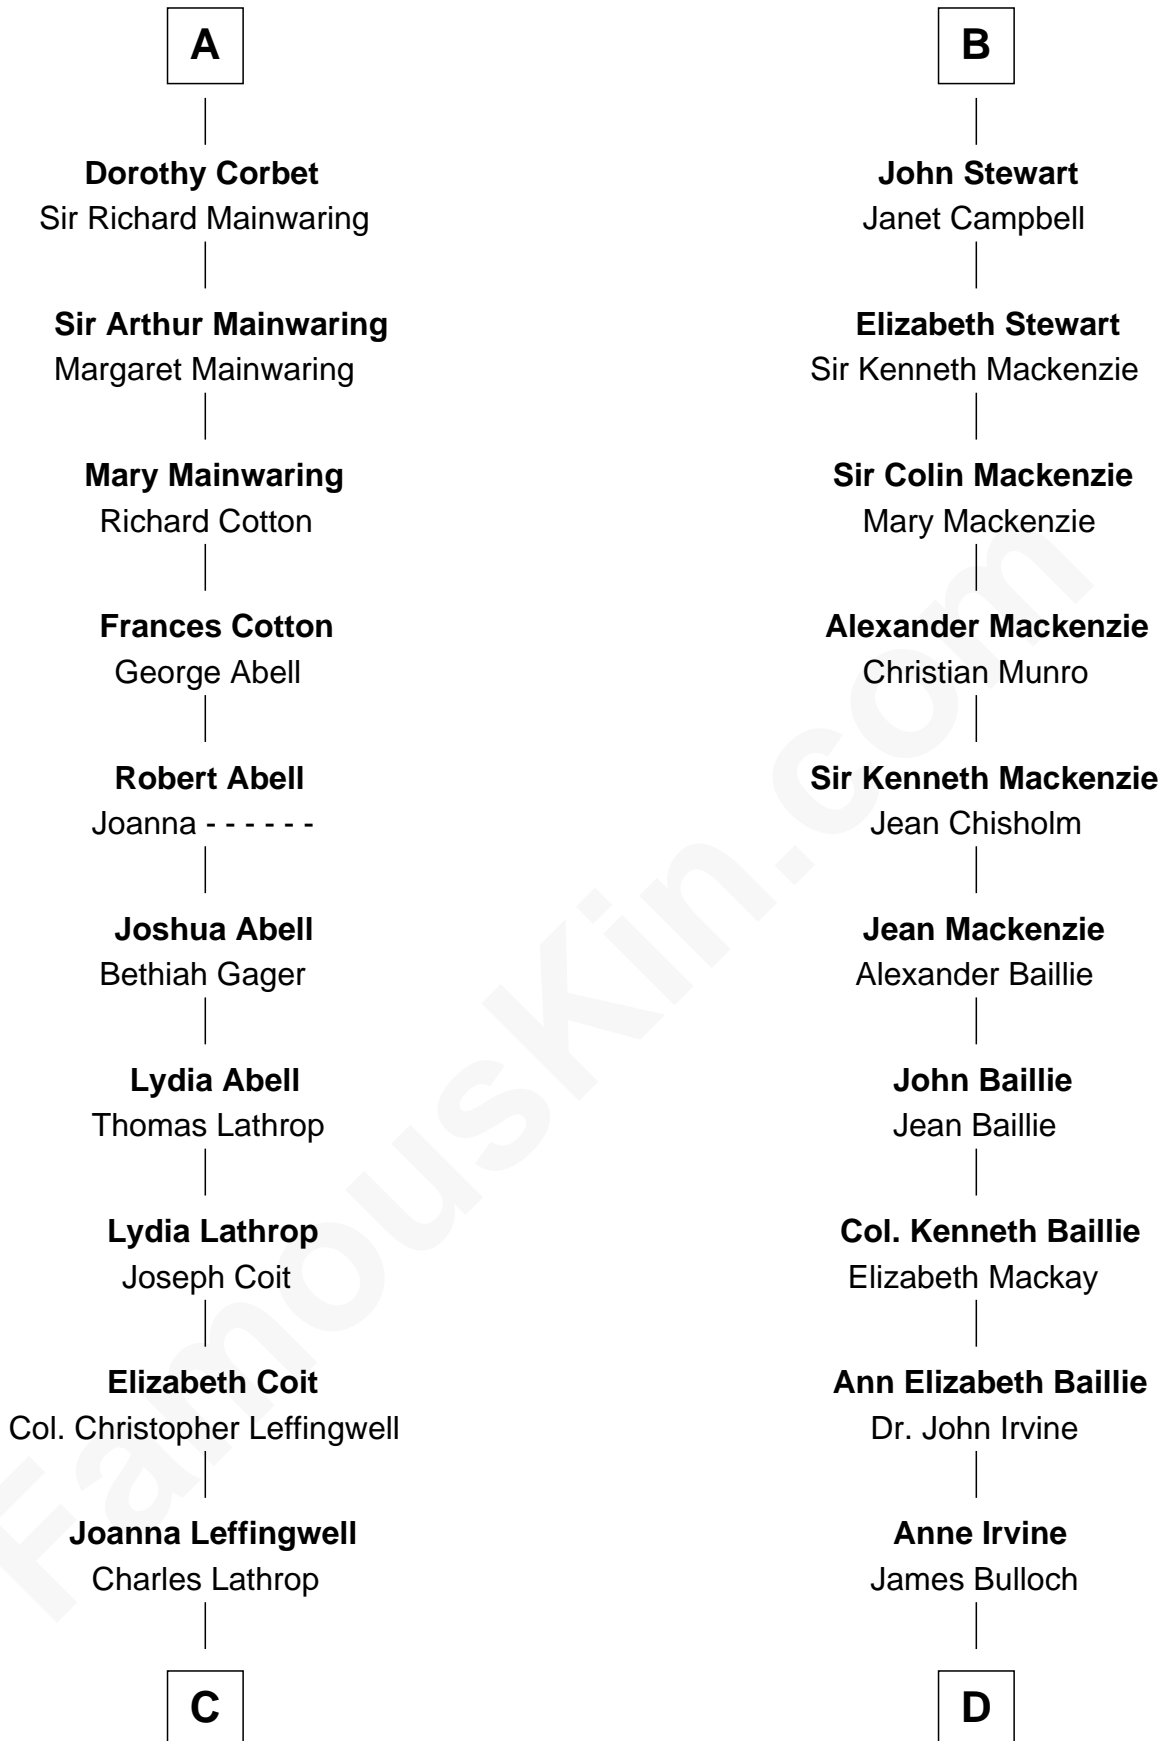 A
Dorothy Corbet
Sir Richard Mainwaring
Sir Arthur Mainwaring
Margaret Mainwaring
Mary Mainwaring
Richard Cotton
Frances Cotton
George Abell
Robert Abell
Joanna - - - - - -
Joshua Abell
Bethiah Gager
Lydia Abell
Thomas Lathrop
Lydia Lathrop
Joseph Coit
Elizabeth Coit
Col. Christopher Leffingwell
Joanna Leffingwell
Charles Lathrop
C
B
John Stewart
Janet Campbell
Elizabeth Stewart
Sir Kenneth Mackenzie
Sir Colin Mackenzie
Mary Mackenzie
Alexander Mackenzie
Christian Munro
Sir Kenneth Mackenzie
Jean Chisholm
Jean Mackenzie
Alexander Baillie
John Baillie
Jean Baillie
Col. Kenneth Baillie
Elizabeth Mackay
Ann Elizabeth Baillie
Dr. John Irvine
Anne Irvine
James Bulloch
D
FamousKin.com